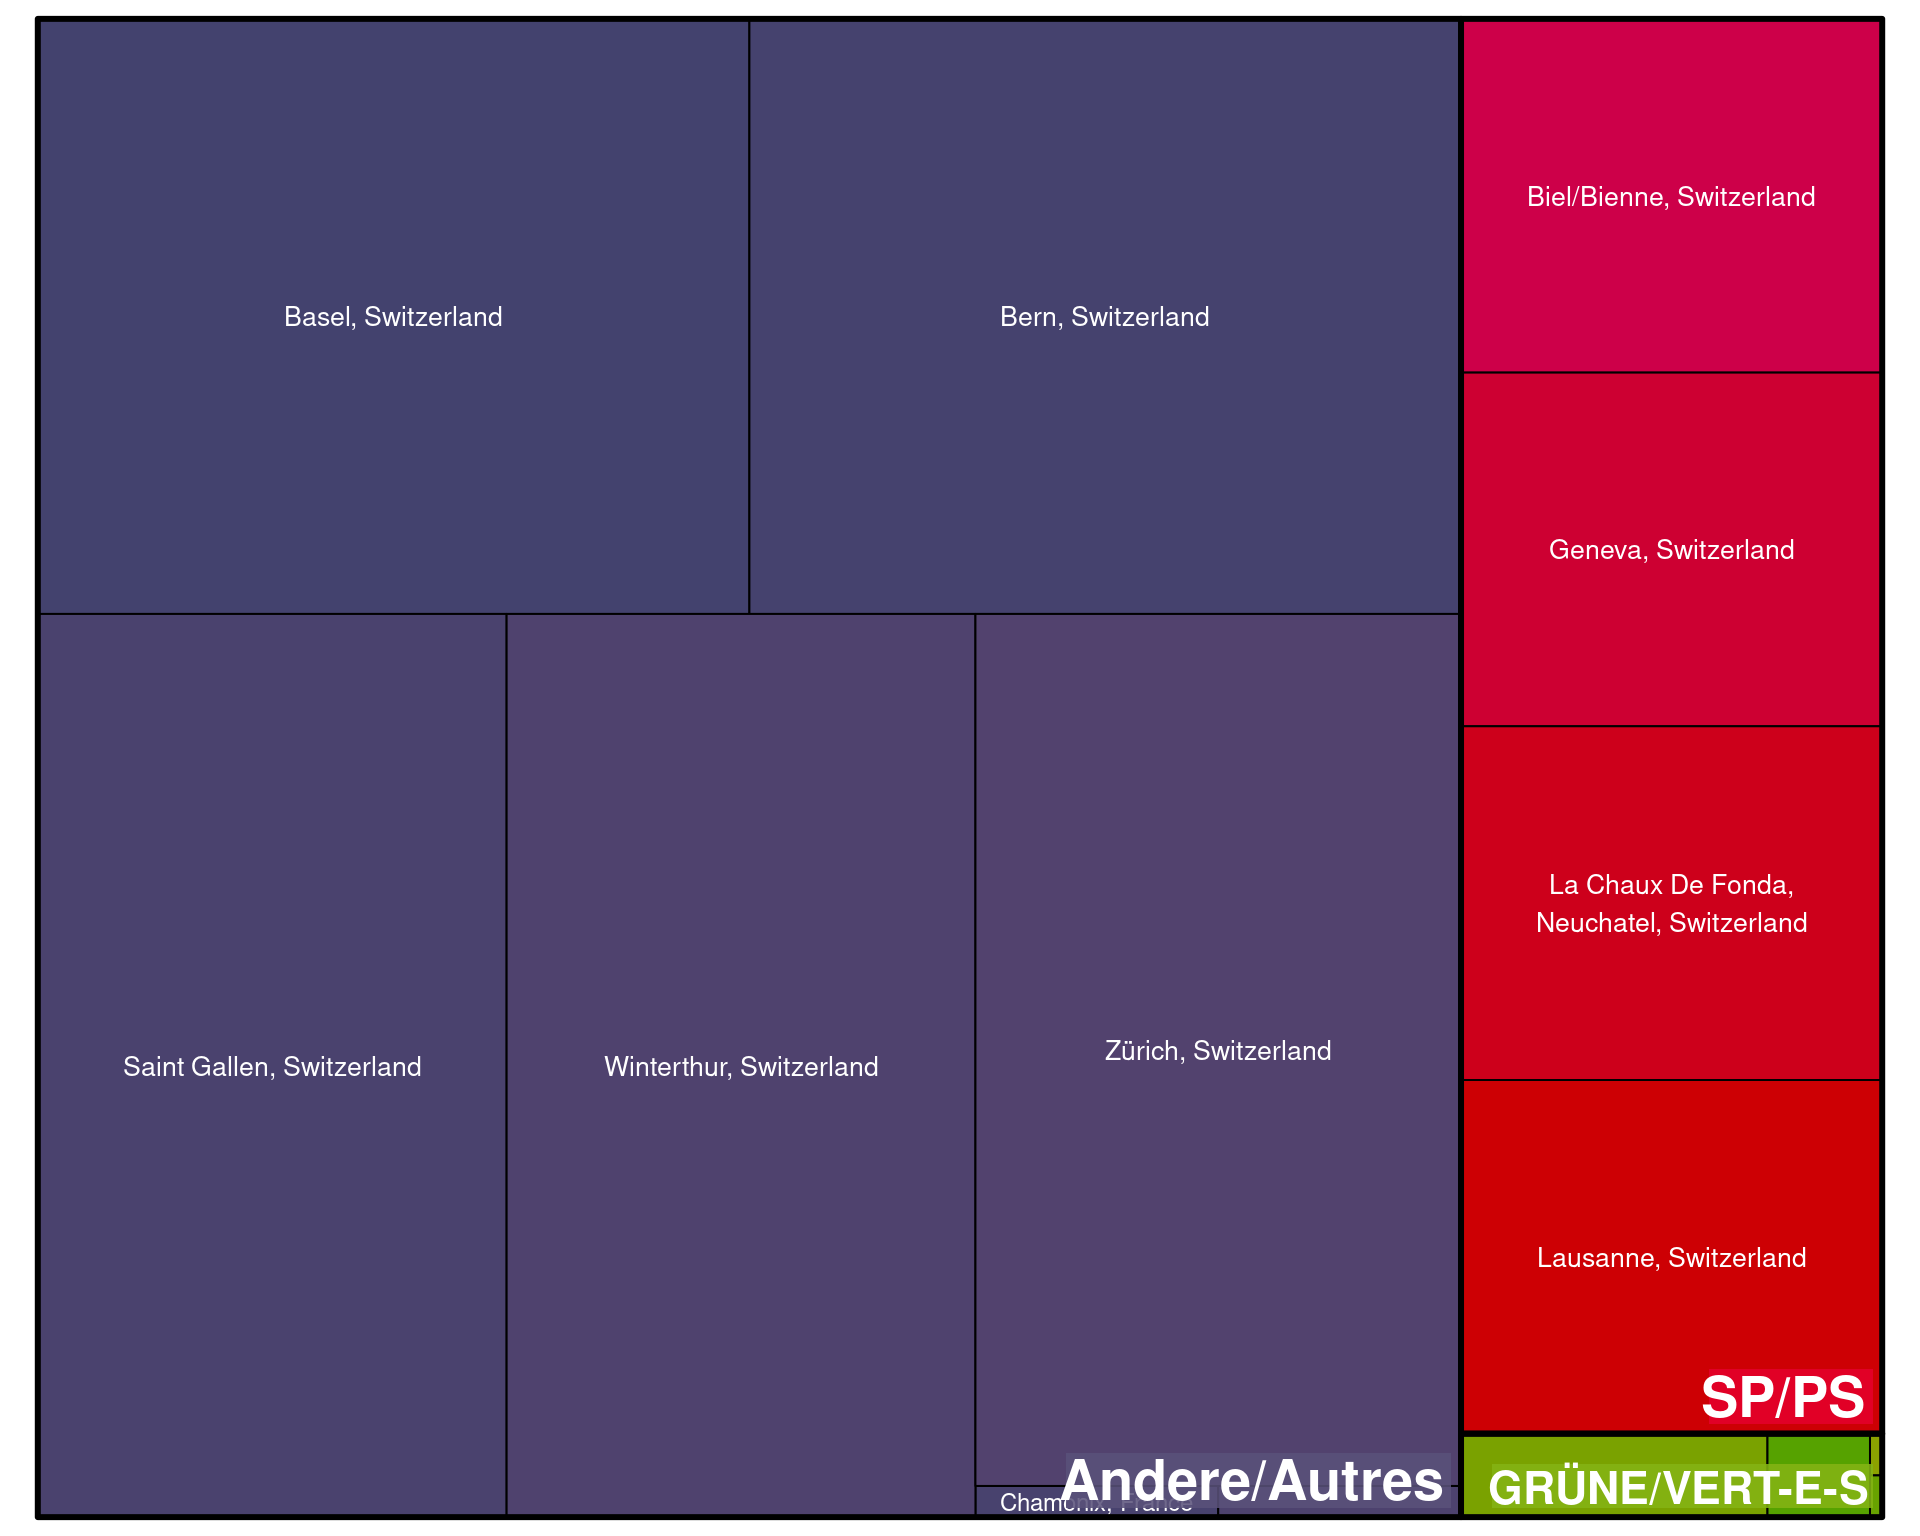 Basel, Switzerland
Bern, Switzerland
Biel/Bienne, Switzerland
Geneva, Switzerland
La Chaux De Fonda,
Neuchatel, Switzerland
Saint Gallen, Switzerland
Winterthur, Switzerland
Zürich, Switzerland
Lausanne, Switzerland
SP/PS
Andere/Autres
GRÜNE/VERT-E-S
Chamonix, France